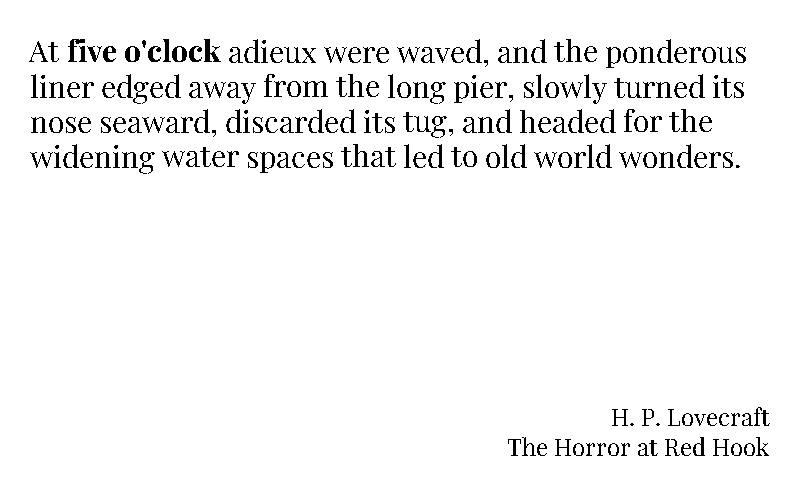 At five o'clock adieux were waved, and the ponderous
liner edged away from the long pier, slowly turned its
nose seaward, discarded its tug, and headed for the
widening water spaces that led to old world wonders.
H. P. Lovecraft
The Horror at Red Hook